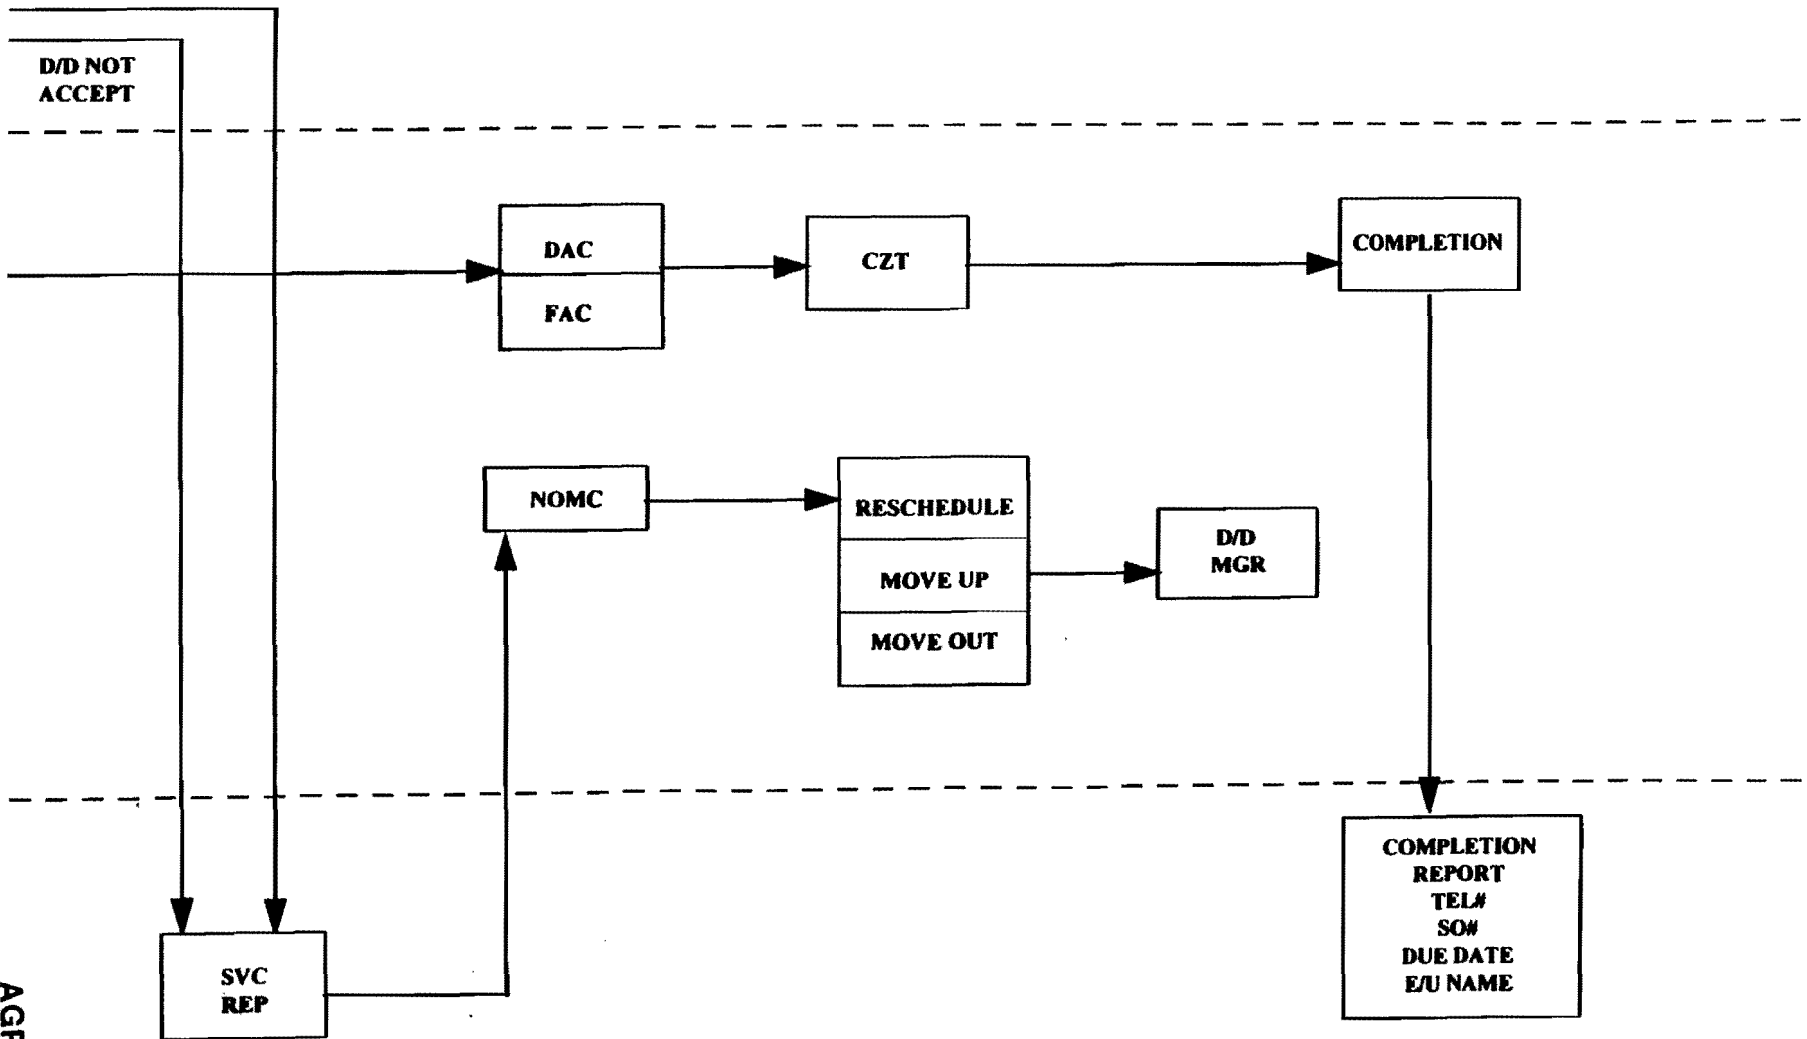 D/D NOT
ACCEPT
DAC
FAC
CZT
COMPLETION
NOMC
RESCHEDULE
MOVE UP
MOVE OUT
D/D
MGR
SVC
REP
COMPLETION
REPORT
TEL#
SO#
DUE DATE
E/U NAME